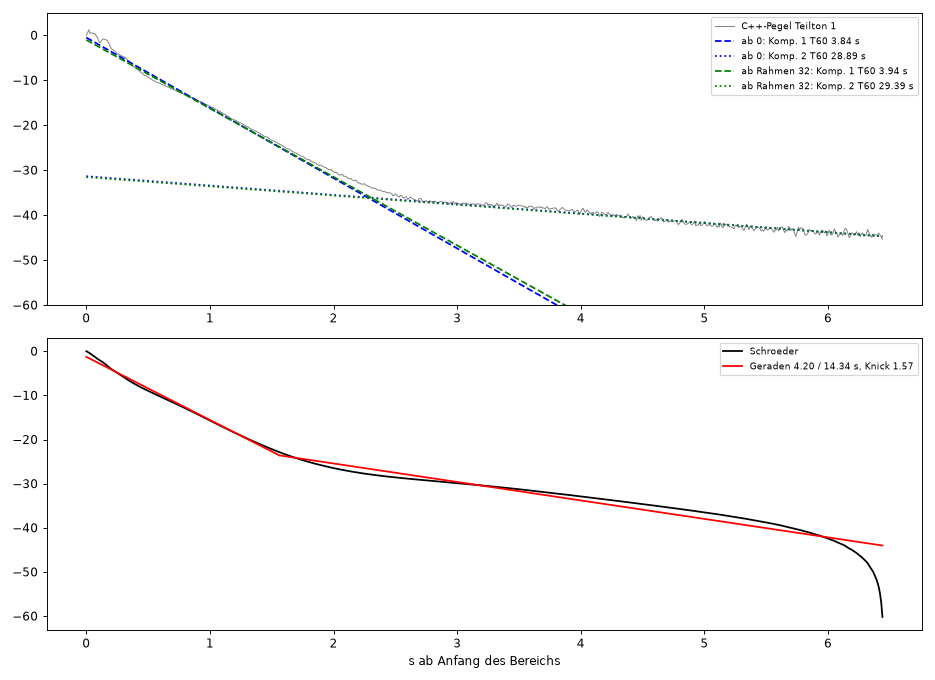 0
−10
−20
−30
−40
−50
−60
C++-Pegel Teilton 1
ab 0: Komp. 1 T60 3.84 s
ab 0: Komp. 2 T60 28.89 s
ab Rahmen 32: Komp. 1 T60 3.94 s
ab Rahmen 32: Komp. 2 T60 29.39 s
0 1 2 3 4 5 6
0
−10
−20
−30
−40
−50
−60
Schroeder
Geraden 4.20 / 14.34 s, Knick 1.57
0 1 2 3 4 5 6
s ab Anfang des Bereichs